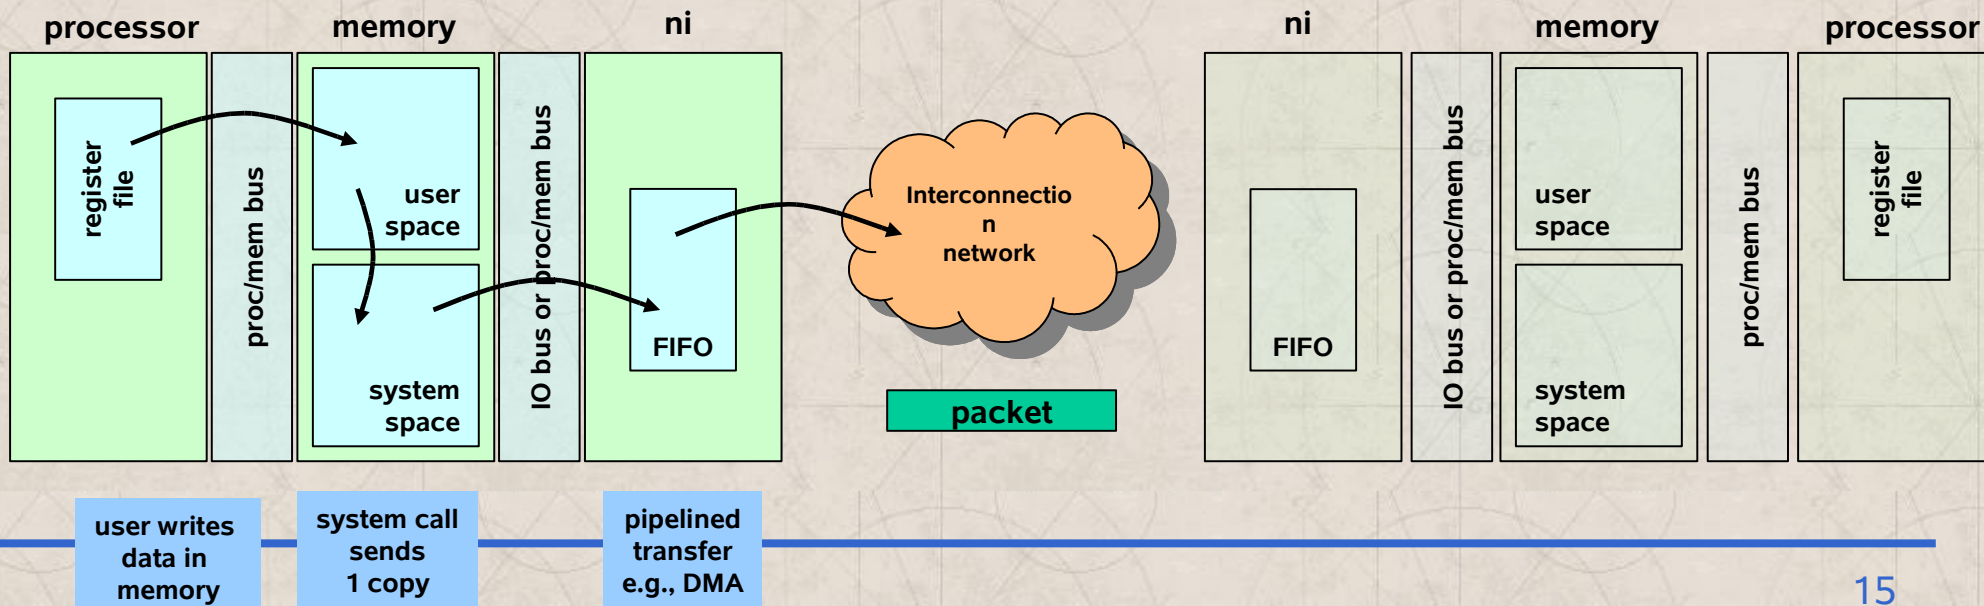 processor
memory
ni
ni
memory
processor
register
file
proc/mem bus
user
space
system
space
IO bus or proc/mem bus
FIFO
Interconnectio
n
network
packet
FIFO
IO bus or proc/mem bus
user
space
system
space
proc/mem bus
register
file
user writes
data in
memory
system call
sends
1 copy
pipelined
transfer
e.g., DMA
15